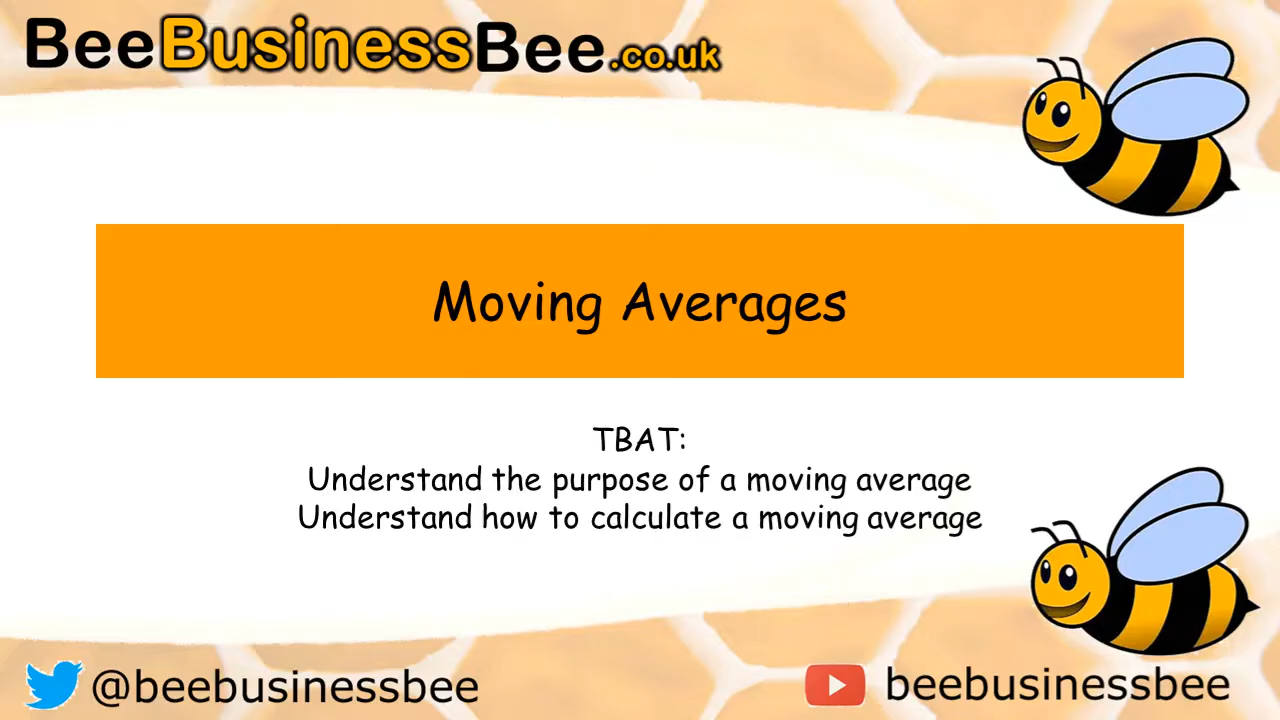 BeeBusinessBee.co.uk
Moving Averages
TBAT:
Understand the purpose of a moving average
Understand how to calculate a moving average
@beebusinessbee
beebusinessbee